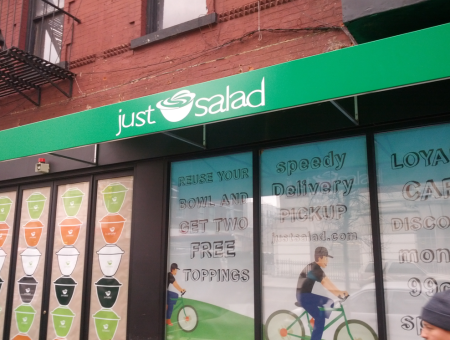 just salad
REUSE YOUR
BOWL AND
GET TWO
FREE
TOPPINGS
speedy
Delivery
PICKUP
justsalad.com
LOYA
CAR
DISCO
mon
99¢
sp